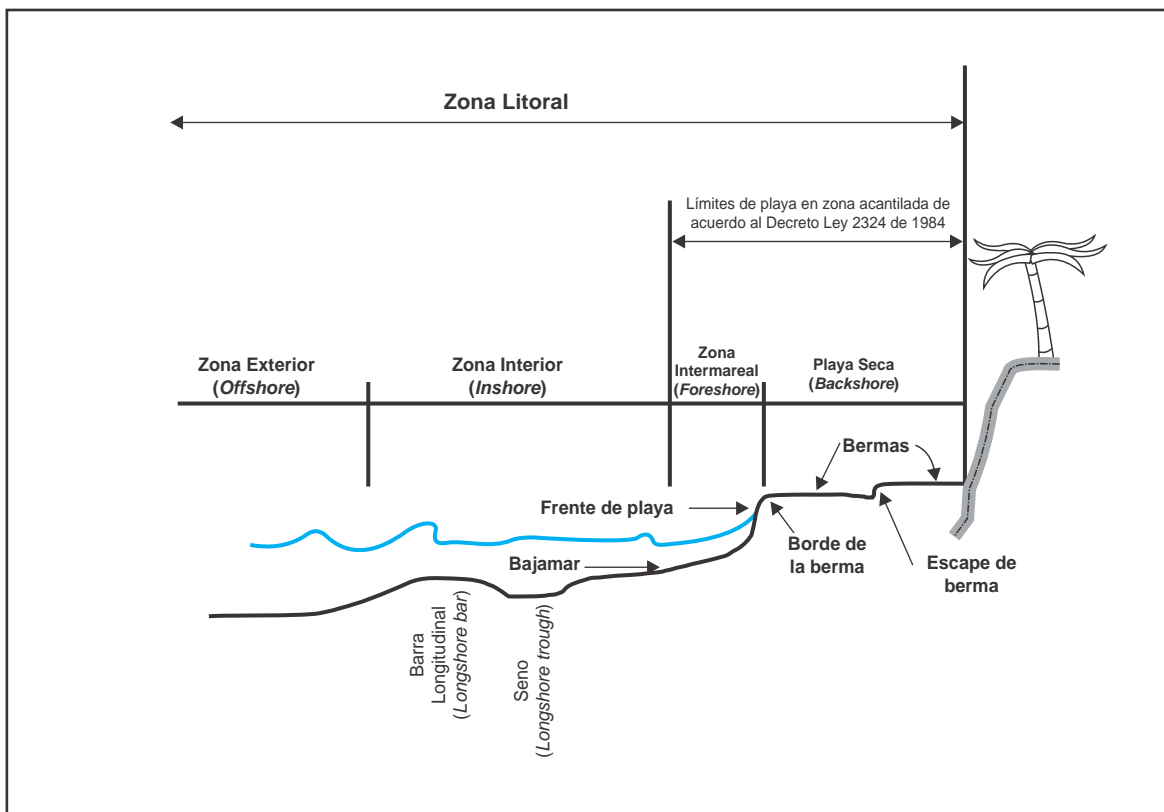 Zona Litoral
Límites de playa en zona acantilada de
acuerdo al Decreto Ley 2324 de 1984
Zona Exterior
(Offshore)
Zona Interior
(Inshore)
Zona
Intermareal
(Foreshore)
Playa Seca
(Backshore)
Bermas
Frente de playa
Bajamar
Borde de
la berma
Escape de
berma
Barra
Longitudinal
(Longshore bar)
Seno
(Longshore trough)